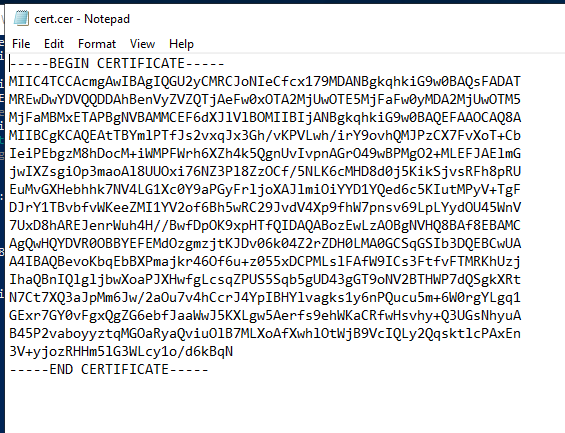 cert.cer - Notepad
File Edit Format View Help
-----BEGIN CERTIFICATE-----
MIIC4TCCAcmgAwIBAgIQGU2yCMRCJoNIeCfcx179MDANBgkqhkiG9w0BAQsFADAT
MREwDwYDVQQDDAhBenVyZVZQTjAeFw0xOTA2MjUwOTE5MjFaFw0yMDA2MjUwOTM5
MjFaMBMxETAPBgNVBAMMCEF6dXJlVlBOMIIBIjANBgkqhkiG9w0BAQEFAAOCAQ8A
MIIBCgKCAQEAtTBYmlPTfJs2vxqJx3Gh/vKPVLwh/irY9ovhQMJPzCX7FvXoT+Cb
IeiPEbgzM8hDocM+iWMPFWrh6XZh4k5QgnUvIvpnAGrO49wBPMgO2+MLEFJAElmG
jwIXZsgiOp3maoAl8UUOxi76NZ3Pl8ZzOCf/5NLK6cMHD8d0j5KikSjvsRFh8pRU
EuMvGXHebhhk7NV4LG1Xc0Y9aPGyFrljoXAJlmiOiYYD1YQed6c5KIutMPyV+TgF
DJrY1TBvbfvWKeeZMI1YV2of6Bh5wRC29JvdV4Xp9fhW7pnsv69LpLYydOU45WnV
7UxD8hAREJenrWuh4H//BwfDpOK9xpHTfQIDAQABozEwLzAOBgNVHQ8BAf8EBAMC
AgQwHQYDVR0OBBYEFEMdOzgmzjtKJDv06k04Z2rZDH0LMA0GCSqGSIb3DQEBCwUA
A4IBAQBevoKbqEbBXPmajkr46Of6u+z055xDCPMLslFAfW9ICs3FtfvFTMRKhUzj
IhaQBnIQlgljbwXoaPJXHwfgLcsqZPUS5Sqb5gUD43gGT9oNV2BTHWP7dQSgkXRt
N7Ct7XQ3aJpMm6Jw/2aOu7v4hCcrJ4YpIBHYlvagks1y6nPQucu5m+6W0rgYLgq1
GExr7GY0vFgxQgZG6ebfJaaWwJ5KXLgw5Aerfs9ehWKaCRfwHsvhy+Q3UGsNhyuA
B45P2vaboyyztqMGOaRyaQviuOlB7MLXoAfXwhlOtWjB9VcIQLy2QqsktlcPAxEn
3V+yjozRHHm5lG3WLcy1o/d6kBqN
-----END CERTIFICATE-----